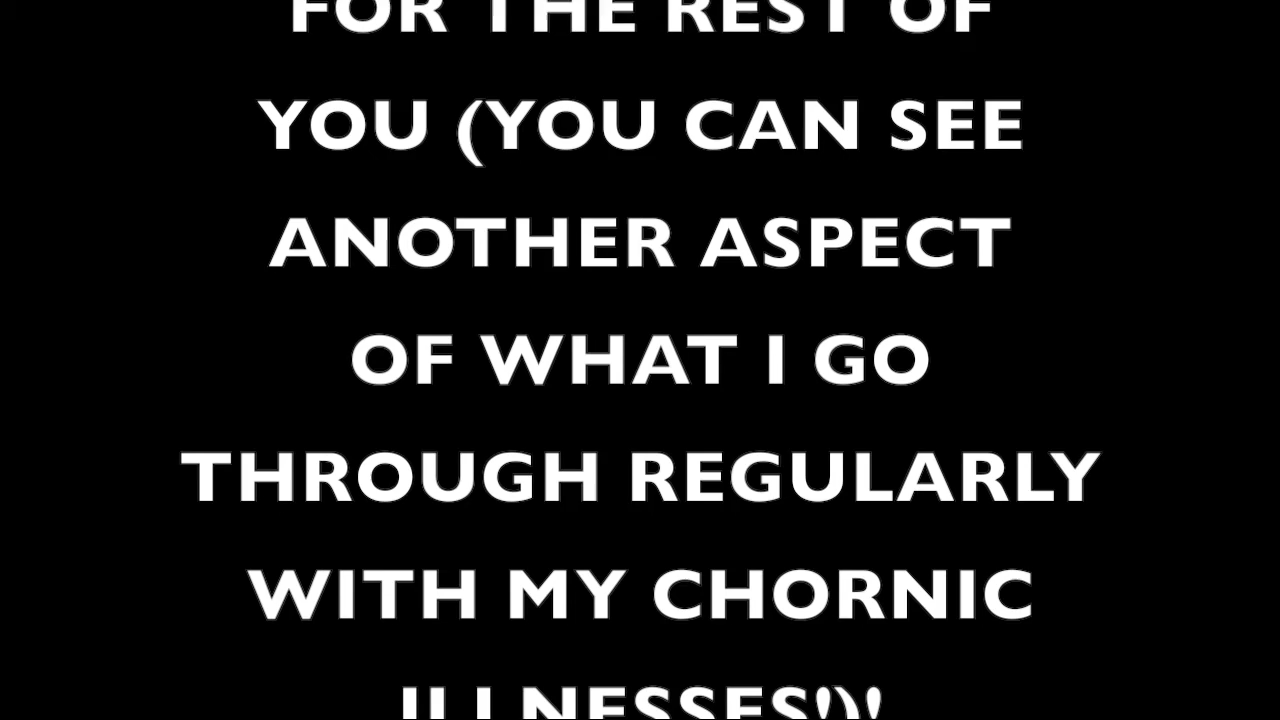 FOR THE REST OF
YOU (YOU CAN SEE
ANOTHER ASPECT
OF WHAT I GO
THROUGH REGULARLY
WITH MY CHORNIC
ILLNESSES!)!